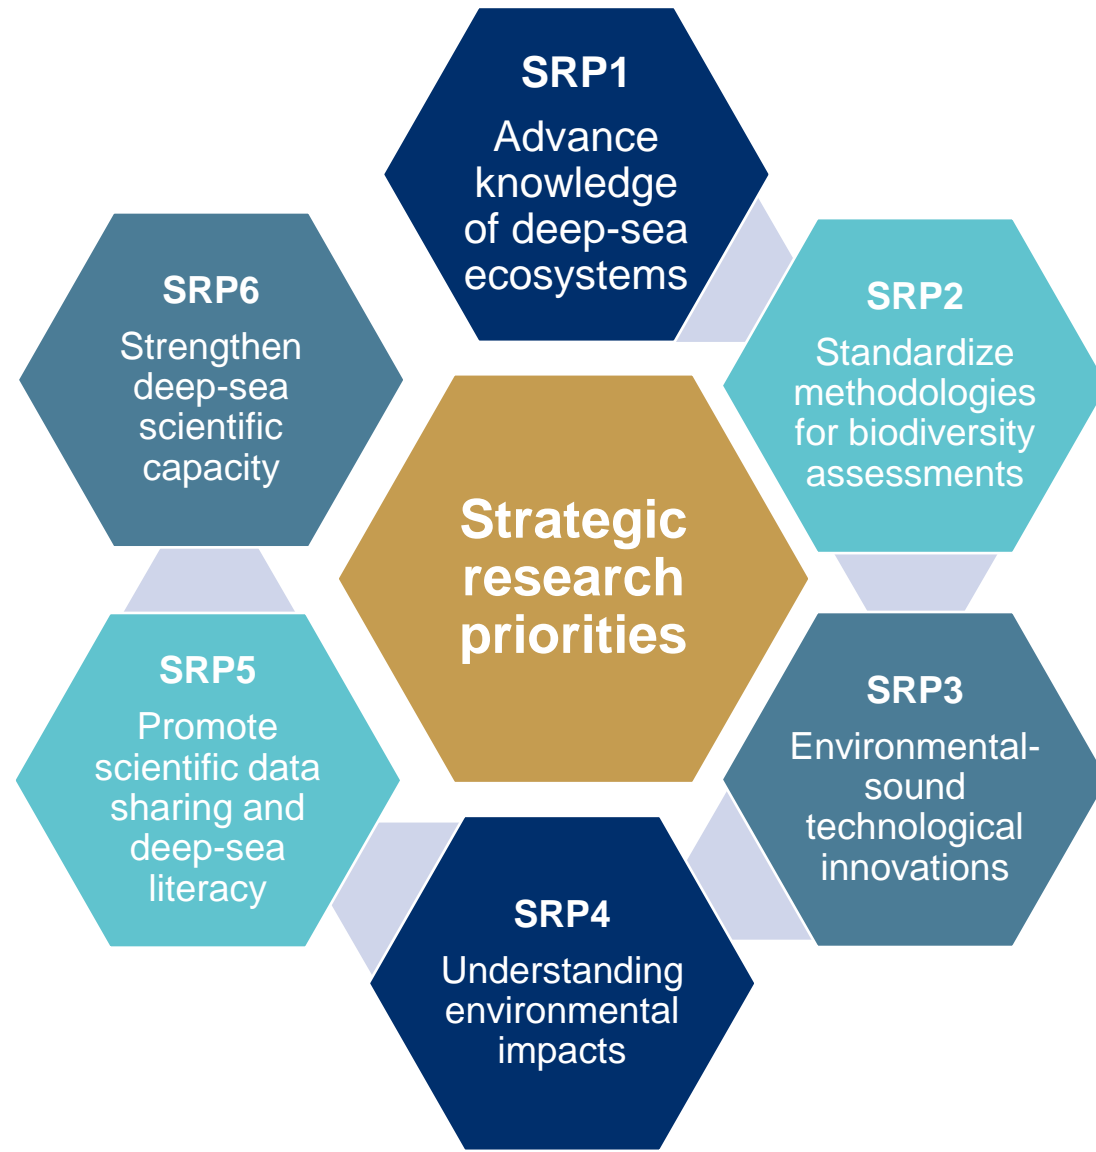 SRP1
Advance
knowledge
of deep-sea
ecosystems
SRP2
Standardize
methodologies
for biodiversity
assessments
SRP3
Environmental-
sound
technological
innovations
SRP4
Understanding
environmental
impacts
SRP5
Promote
scientific data
sharing and
deep-sea
literacy
SRP6
Strengthen
deep-sea
scientific
capacity
Strategic
research
priorities